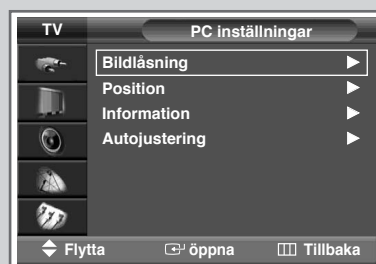 TV PC inställningar
Bildlåsning
Position
Information
Autojustering
Flytta öppna Tillbaka